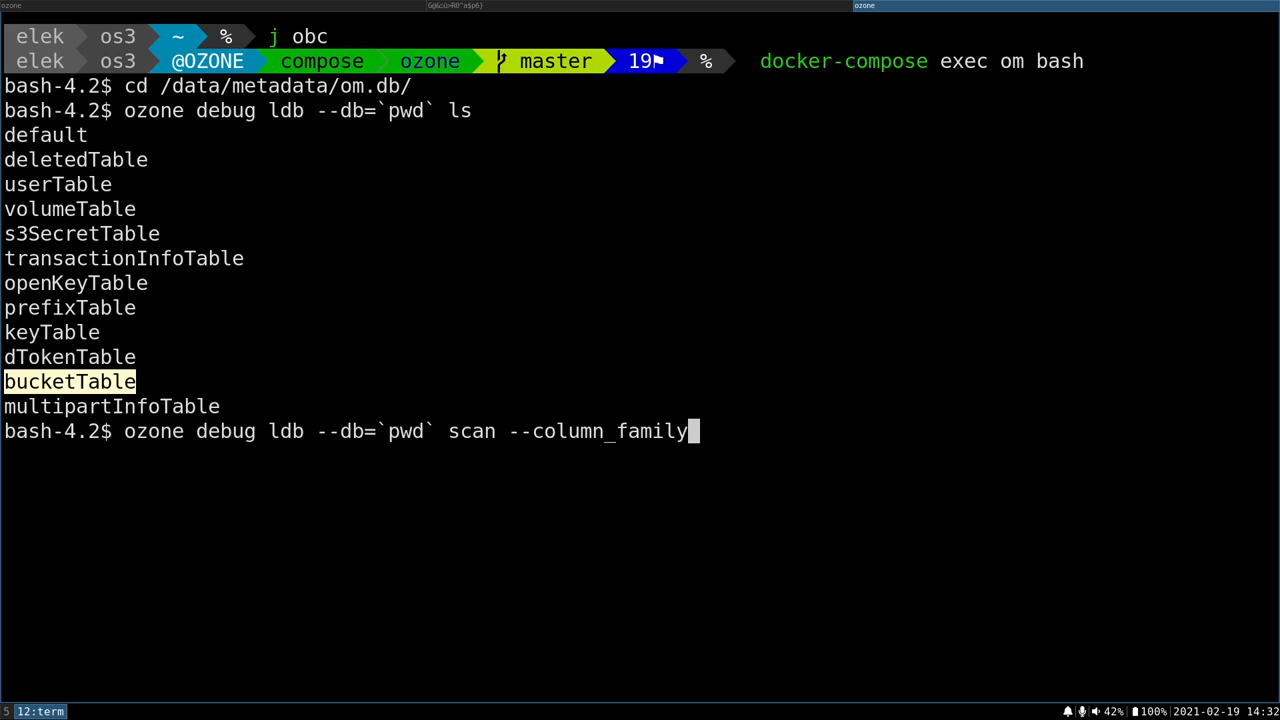 ozone ozone
elek os3 ~ % j obc
elek os3 @OZONE compose ozone master 19⚑ % docker-compose exec om bash
bash-4.2$ cd /data/metadata/om.db/
bash-4.2$ ozone debug ldb --db=`pwd` ls
default
deletedTable
userTable
volumeTable
s3SecretTable
transactionInfoTable
openKeyTable
prefixTable
keyTable
dTokenTable
bucketTable
multipartInfoTable
bash-4.2$ ozone debug ldb --db=`pwd` scan --column_family
5 12:term 42% 100% 2021-02-19 14:32